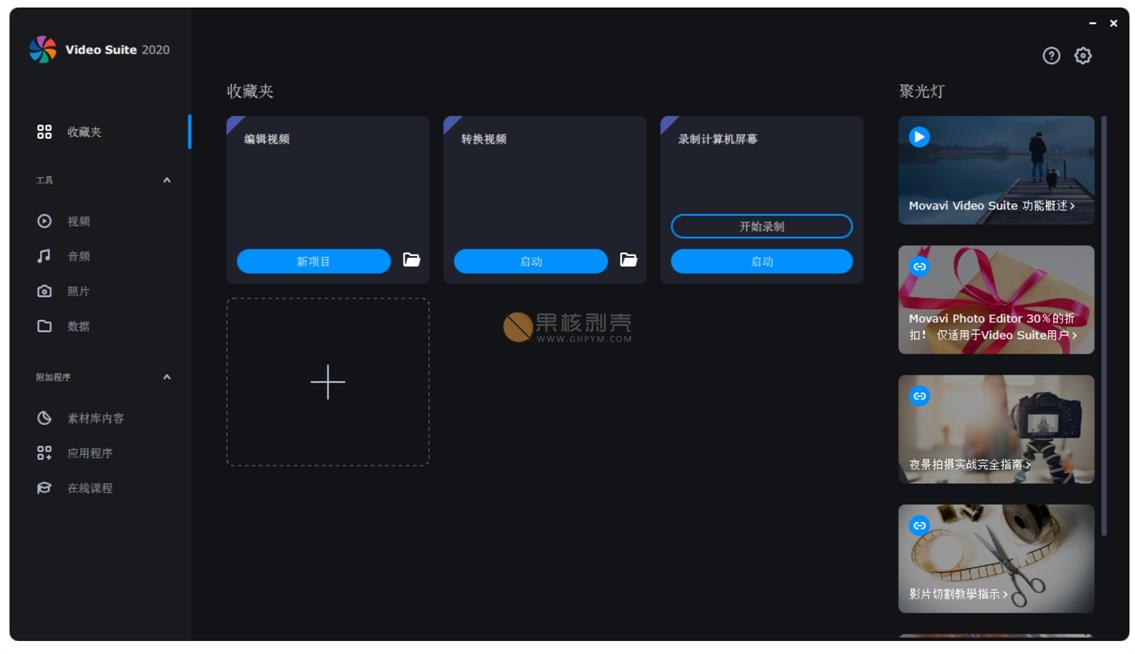 Video Suite 2020
收藏夹
工具
视频
音频
照片
数据
附加程序
素材库内容
应用程序
在线课程
收藏夹
编辑视频
新项目
转换视频
启动
录制计算机屏幕
开始录制
启动
果核剥壳
WWW.GHPYM.COM
聚光灯
Movavi Video Suite 功能概述 ›
Movavi Photo Editor 30%的折
扣！ 仅适用于Video Suite用户 ›
夜景拍摄实战完全指南 ›
影片切割教學指示 ›